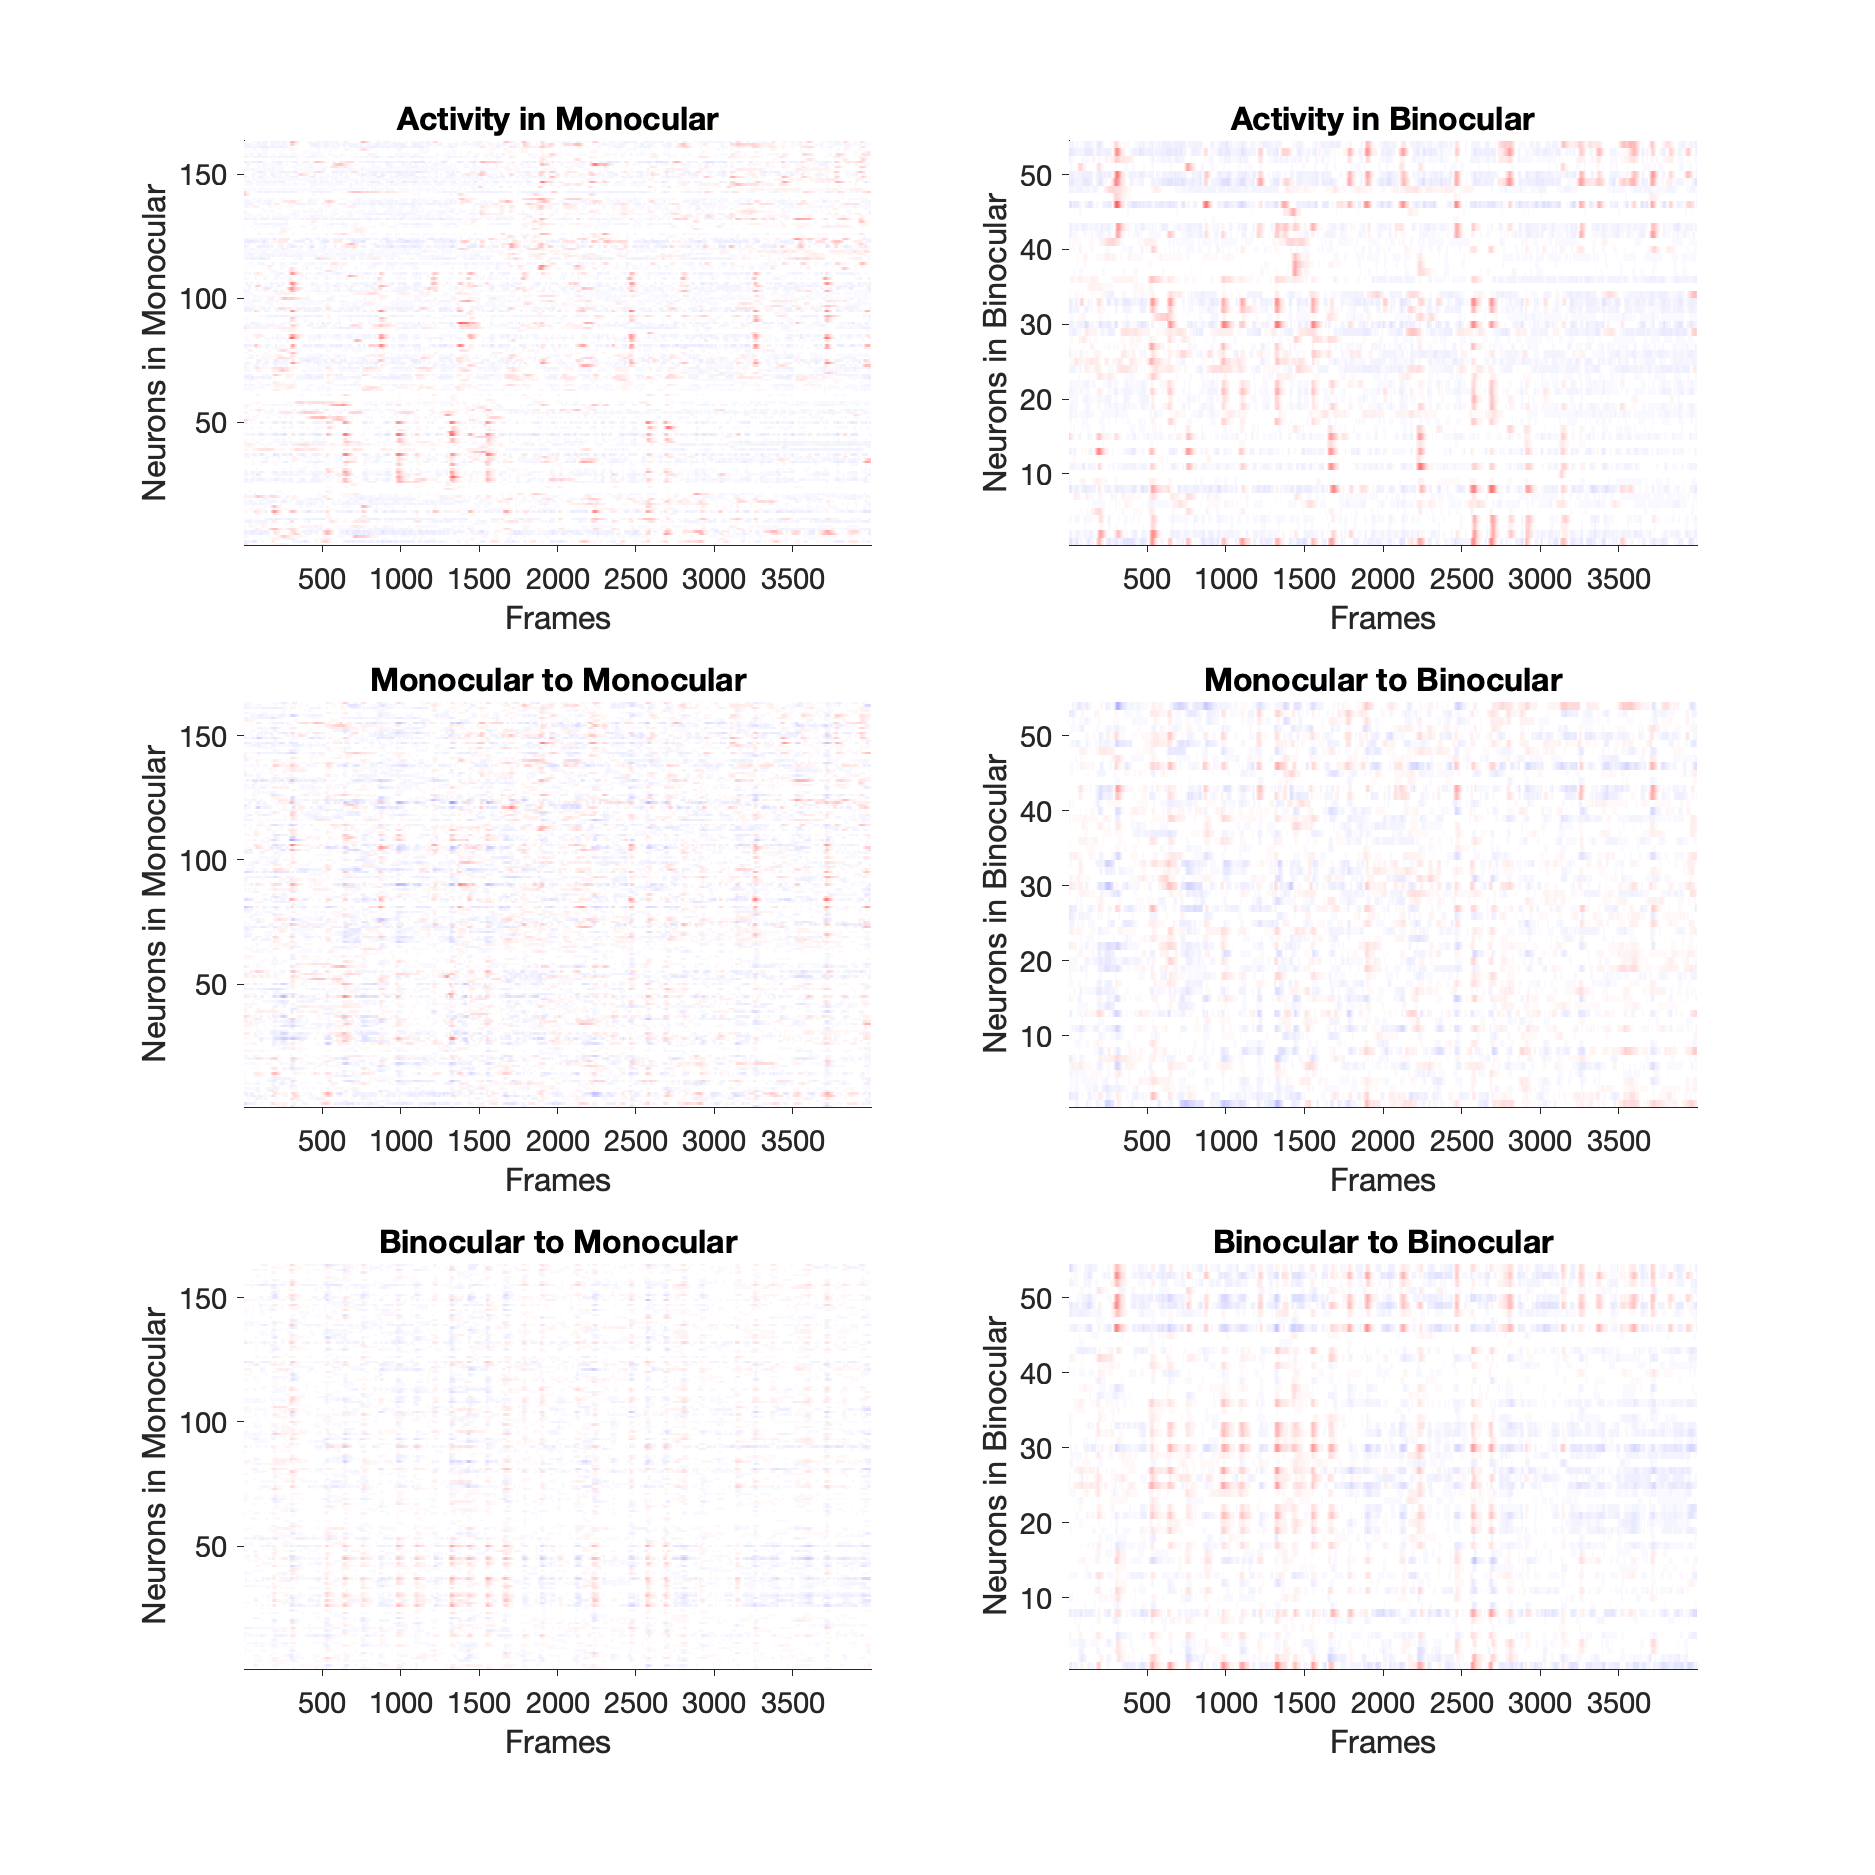 Activity in Monocular
Neurons in Monocular
150
100
50
500 1000 1500 2000 2500 3000 3500
Frames
Activity in Binocular
Neurons in Binocular
50
40
30
20
10
500 1000 1500 2000 2500 3000 3500
Frames
Monocular to Monocular
Neurons in Monocular
150
100
50
500 1000 1500 2000 2500 3000 3500
Frames
Monocular to Binocular
Neurons in Binocular
50
40
30
20
10
500 1000 1500 2000 2500 3000 3500
Frames
Binocular to Monocular
Neurons in Monocular
150
100
50
500 1000 1500 2000 2500 3000 3500
Frames
Binocular to Binocular
Neurons in Binocular
50
40
30
20
10
500 1000 1500 2000 2500 3000 3500
Frames